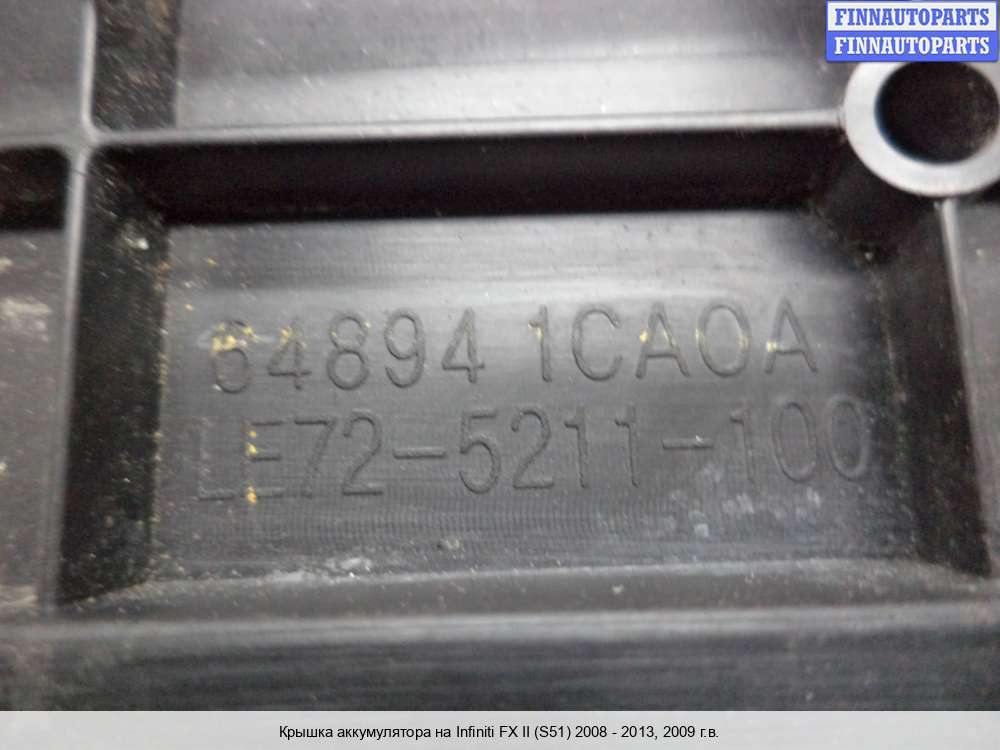 FINNAUTOPARTS
FINNAUTOPARTS
64894 1CA0A
LE72-5211-100
Крышка аккумулятора на Infiniti FX II (S51) 2008 - 2013, 2009 г.в.